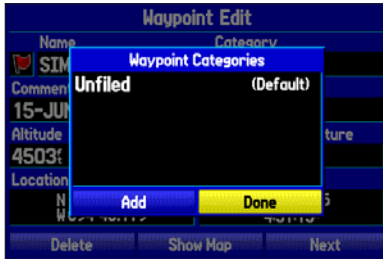 Waypoint Edit
Name Category
SIM
Waypoint Categories
Comment
Unfiled (Default)
15-JUN
Altitude
Location
Add Done
Delete Show Map Next